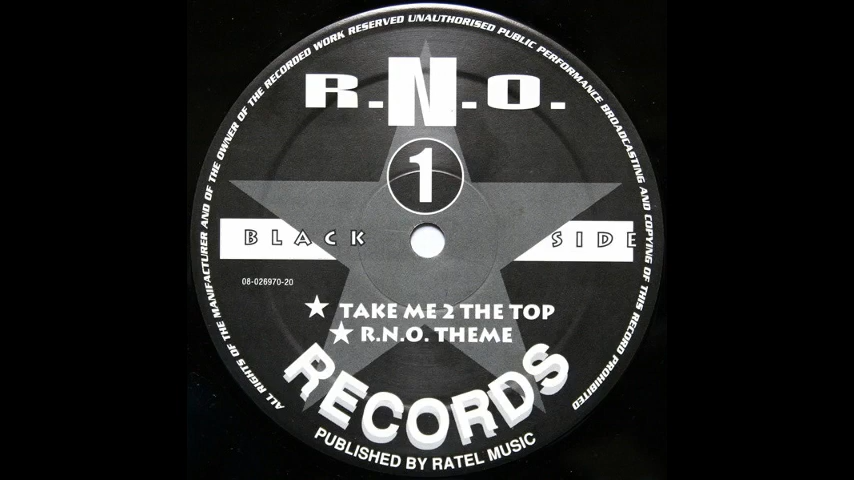 ALL RIGHTS OF THE MANIFACTURER AND OF THE OWNER OF THE RECORDED WORK RESERVED UNAUTHORISED PUBLIC PERFORMANCE BROADCASTING AND COPYING OF THIS RECORD PROHIBITED
R.N.O.
1
BLACK SIDE
08-026970-20
★ TAKE ME 2 THE TOP
★ R.N.O. THEME
RECORDS
PUBLISHED BY RATEL MUSIC